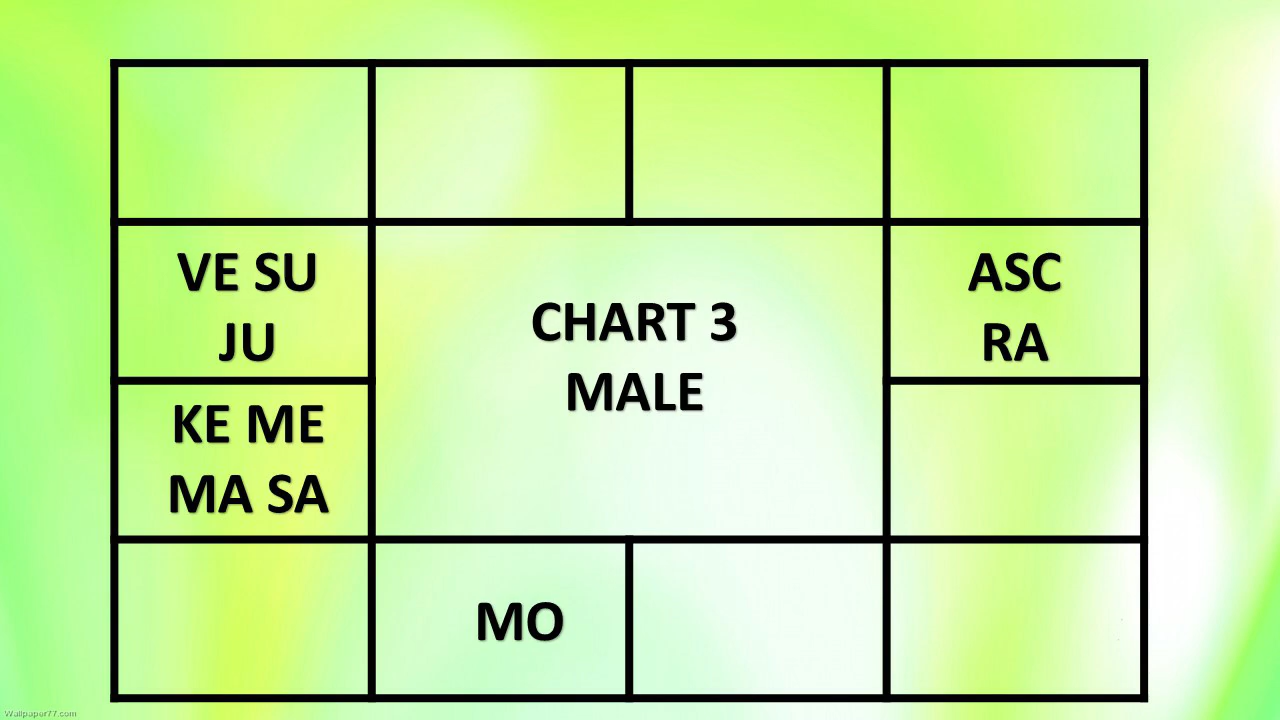 VE SU
JU
ASC
RA
CHART 3
MALE
KE ME
MA SA
MO
Wallpaper77.com